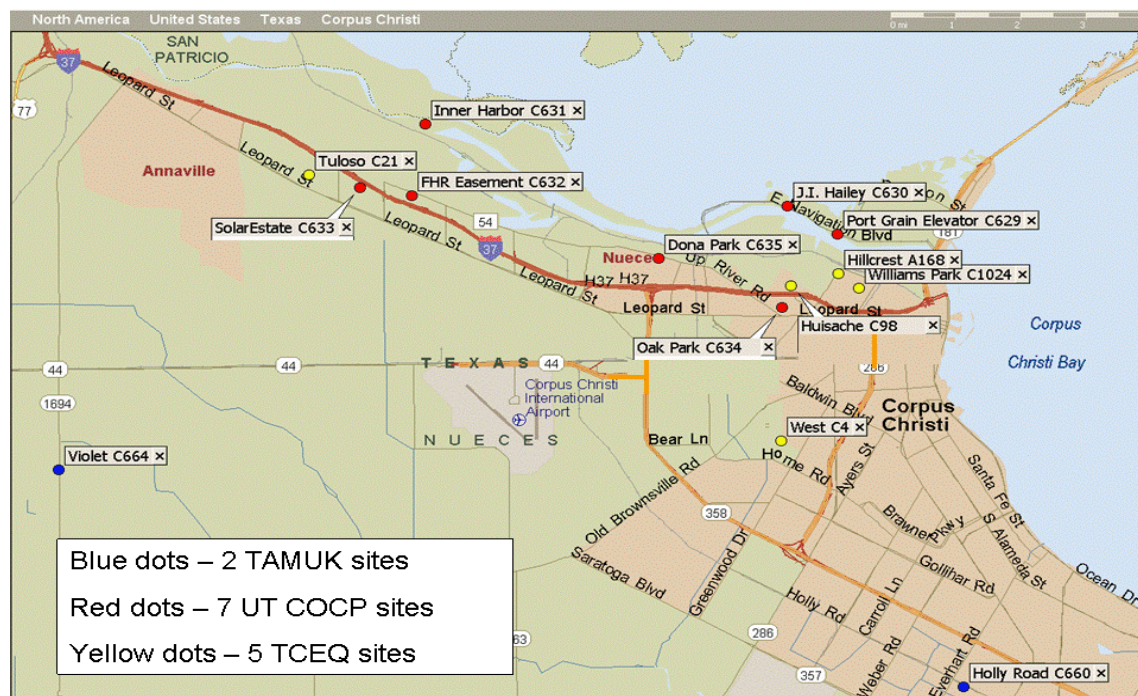 North America United States Texas Corpus Christi
0 mi 1 2 3
SAN
PATRICIO
37
77
Leopard St
Inner Harbor C631 ×
Annaville
Leopard St
Tuloso C21 ×
FHR Easement C632 ×
J.I. Hailey C630 ×
E Navigation Blvd
Port Grain Elevator C629 ×
SolarEstate C633 ×
Leopard St
54
181
37
Dona Park C635 ×
Nuece
Up River Rd
Hillcrest A168 ×
Williams Park C1024 ×
H37 H37
Leopard St
Leopard St
Leopard St
Huisache C98 ×
Oak Park C634 ×
Corpus
Christi Bay
44
44
TEXAS
44
286
Corpus Christi
International
Airport
1694
Baldwin Blvd
Corpus
Christi
NUECES
Bear Ln
West C4 ×
Violet C664 ×
Home Rd
Ayers St
Santa Fe St
Old Brownsville Rd
358
Brawner Pkwy
S Alameda St
Saratoga Blvd
Greenwood Dr
Gollihar Rd
Ocean Dr
Holly Rd
Carroll Ln
Blue dots – 2 TAMUK sites
Red dots – 7 UT COCP sites
Yellow dots – 5 TCEQ sites
63
286
Weber Rd
Everhart Rd
357
Holly Road C660 ×